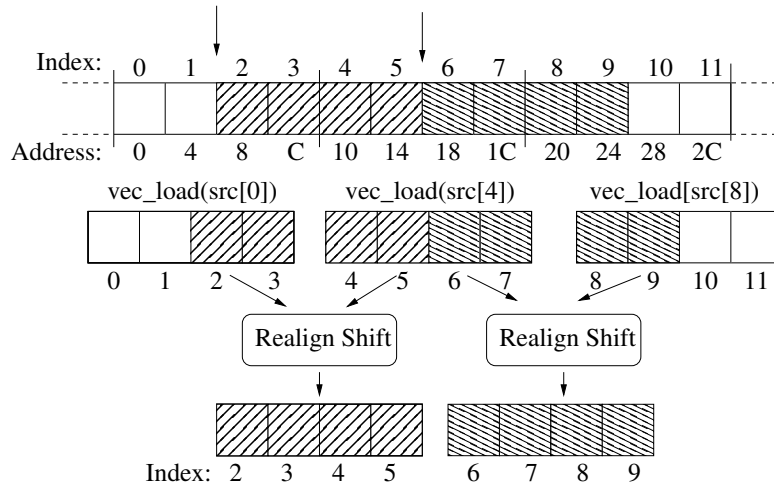 Index: 0 1 2 3 4 5 6 7 8 9 10 11
Address: 0 4 8 C 10 14 18 1C 20 24 28 2C
vec_load(src[0]) vec_load(src[4]) vec_load[src[8])
0 1 2 3 4 5 6 7 8 9 10 11
Realign Shift Realign Shift
Index: 2 3 4 5 6 7 8 9